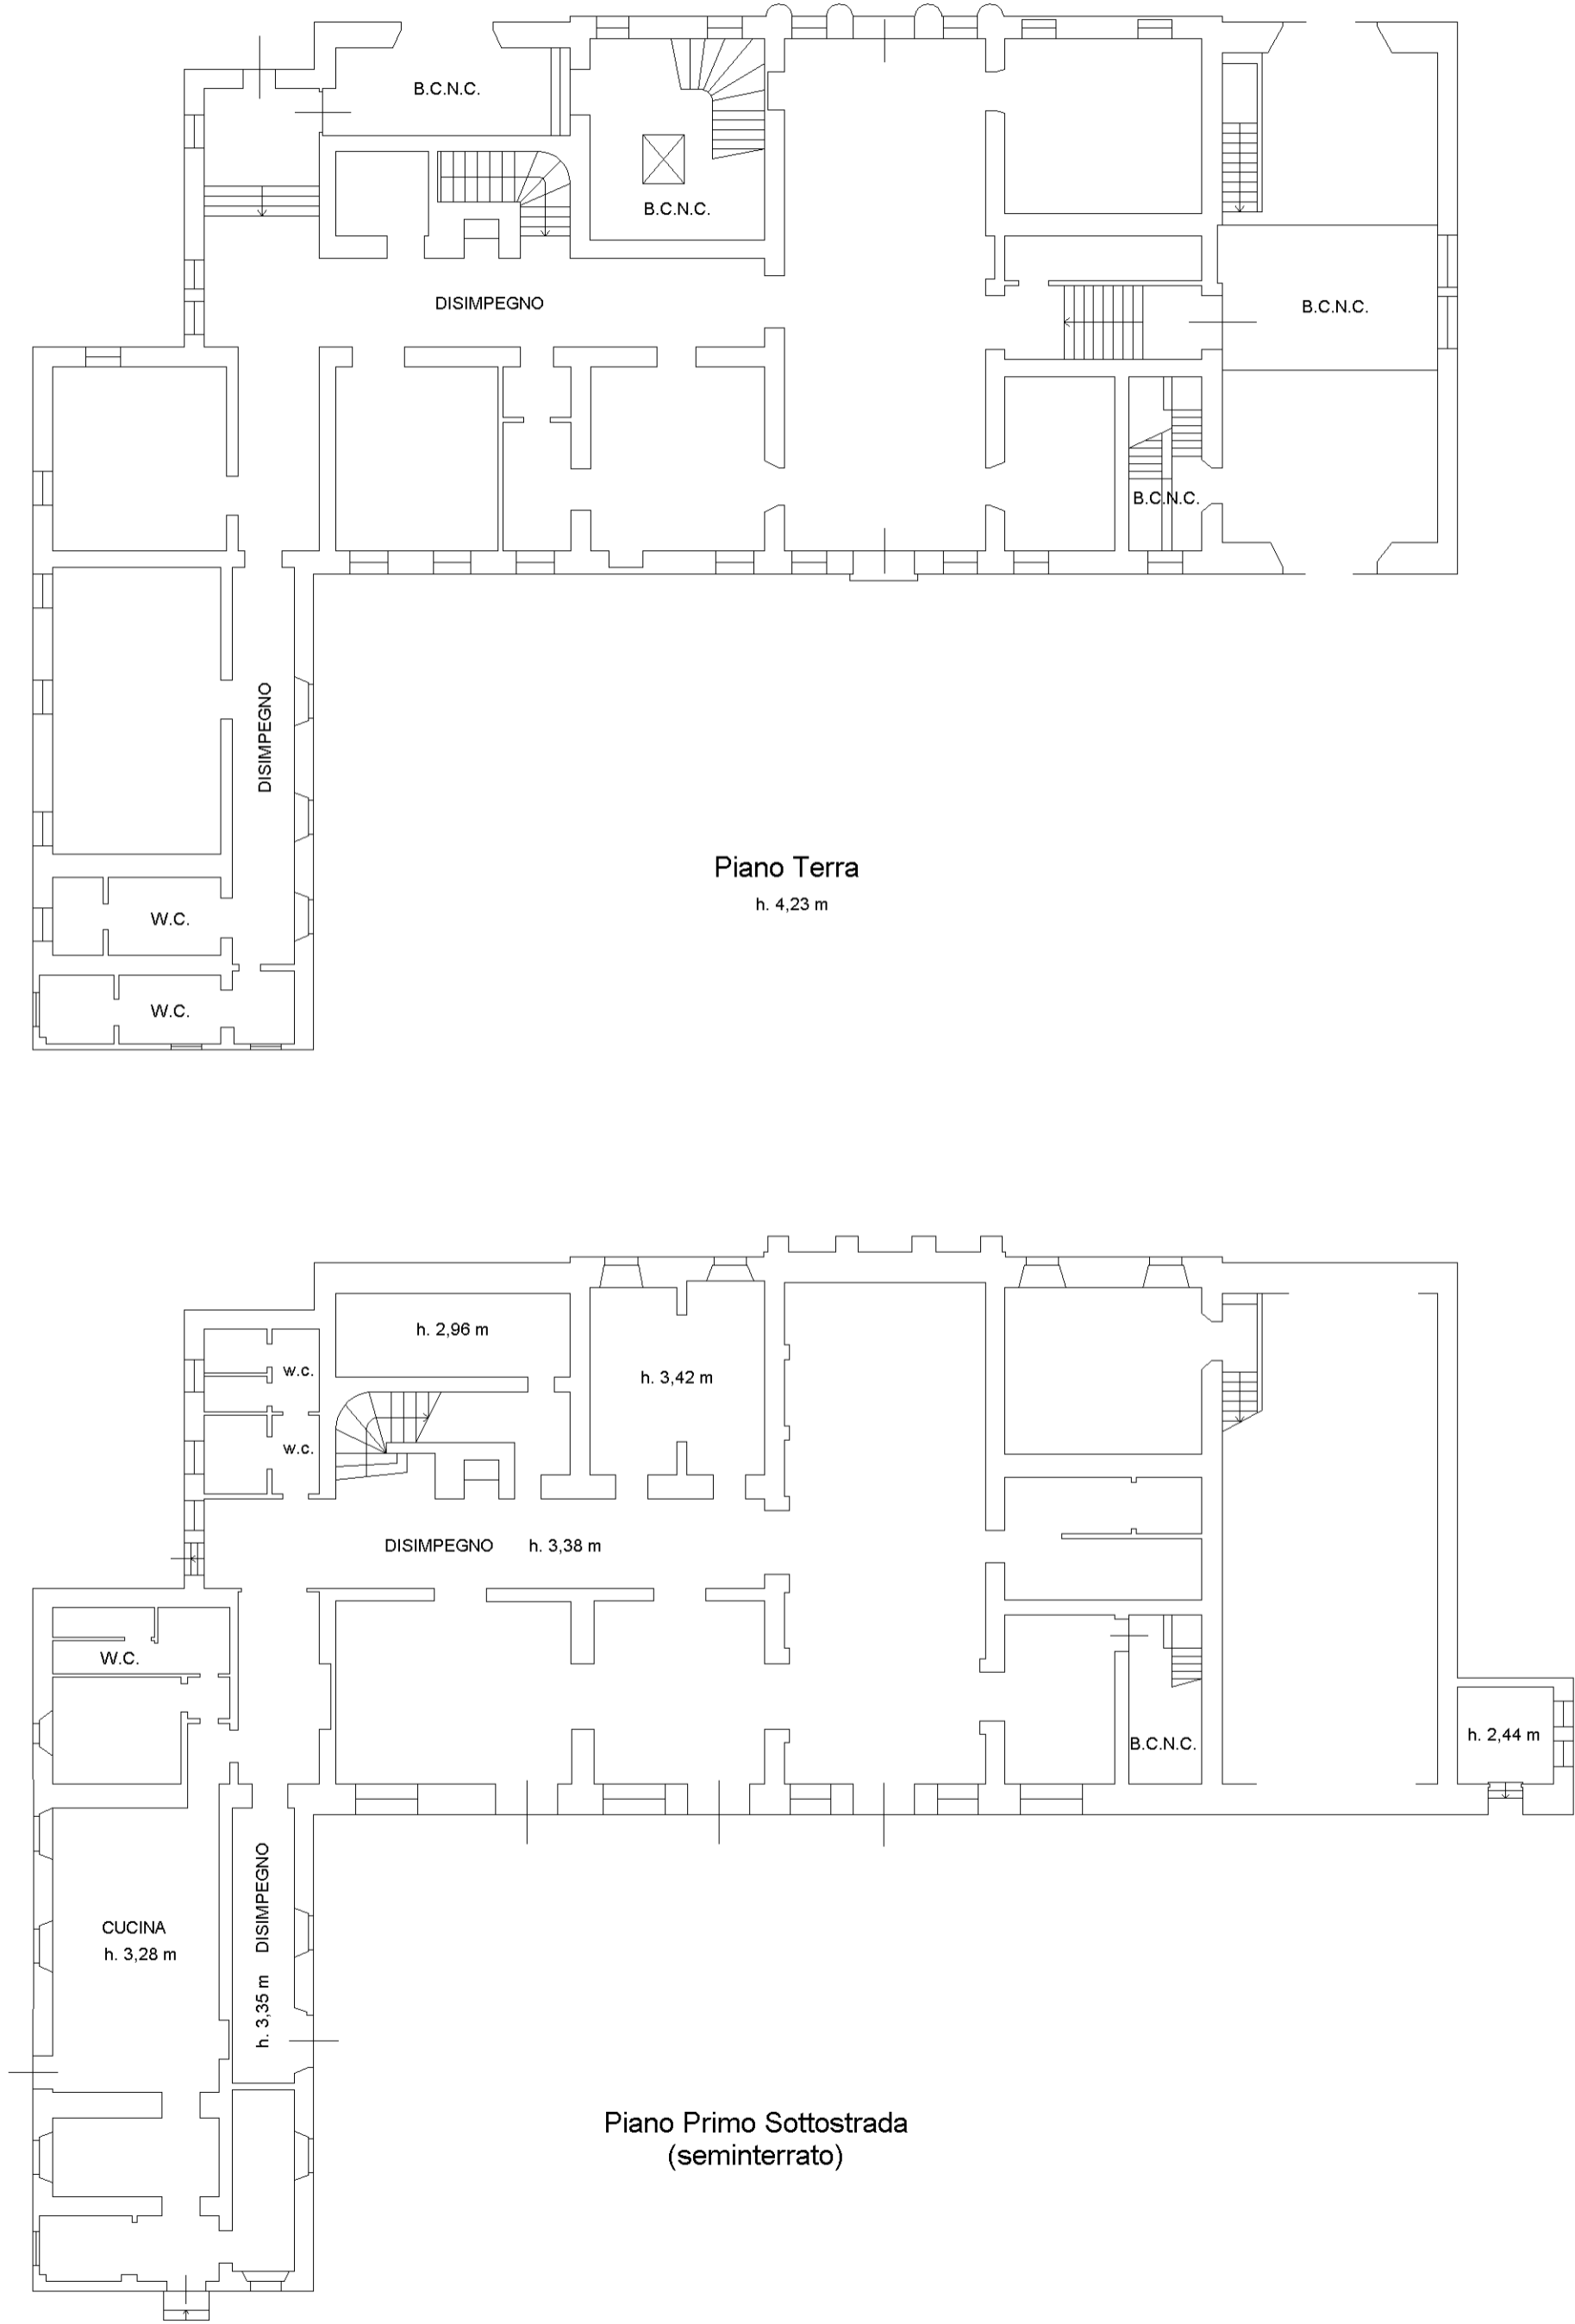 B.C.N.C.
B.C.N.C.
DISIMPEGNO
B.C.N.C.
B.C.N.C.
DISIMPEGNO
Piano Terra
h. 4,23 m
W.C.
W.C.
h. 2,96 m
w.c.
h. 3,42 m
w.c.
DISIMPEGNO h. 3,38 m
W.C.
B.C.N.C.
h. 2,44 m
CUCINA
h. 3,28 m
h. 3,35 m DISIMPEGNO
Piano Primo Sottostrada
(seminterrato)